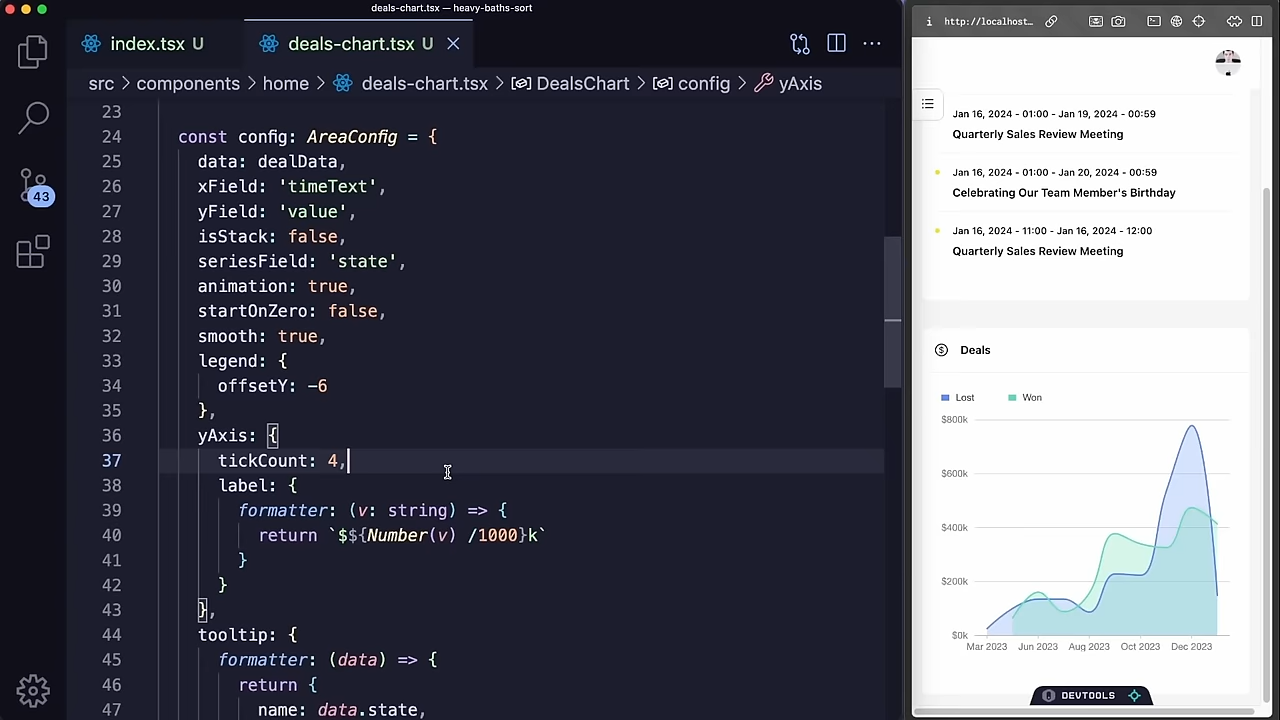 deals-chart.tsx — heavy-baths-sort
index.tsx U
deals-chart.tsx U
src > components > home > deals-chart.tsx > DealsChart > config > yAxis
43
23
24 const config: AreaConfig = {
25 data: dealData,
26 xField: 'timeText',
27 yField: 'value',
28 isStack: false,
29 seriesField: 'state',
30 animation: true,
31 startOnZero: false,
32 smooth: true,
33 legend: {
34 offsetY: -6
35 },
36 yAxis: {
37 tickCount: 4,
38 label: {
39 formatter: (v: string) => {
40 return `$${Number(v) /1000}k`
41 }
42 }
43 },
44 tooltip: {
45 formatter: (data) => {
46 return {
47 name: data.state,
http://localhost…
Jan 16, 2024 - 01:00 - Jan 19, 2024 - 00:59
Quarterly Sales Review Meeting
Jan 16, 2024 - 01:00 - Jan 20, 2024 - 00:59
Celebrating Our Team Member's Birthday
Jan 16, 2024 - 11:00 - Jan 16, 2024 - 12:00
Quarterly Sales Review Meeting
Deals
Lost Won
$800k
$600k
$400k
$200k
$0k
Mar 2023 Jun 2023 Aug 2023 Oct 2023 Dec 2023
DEVTOOLS